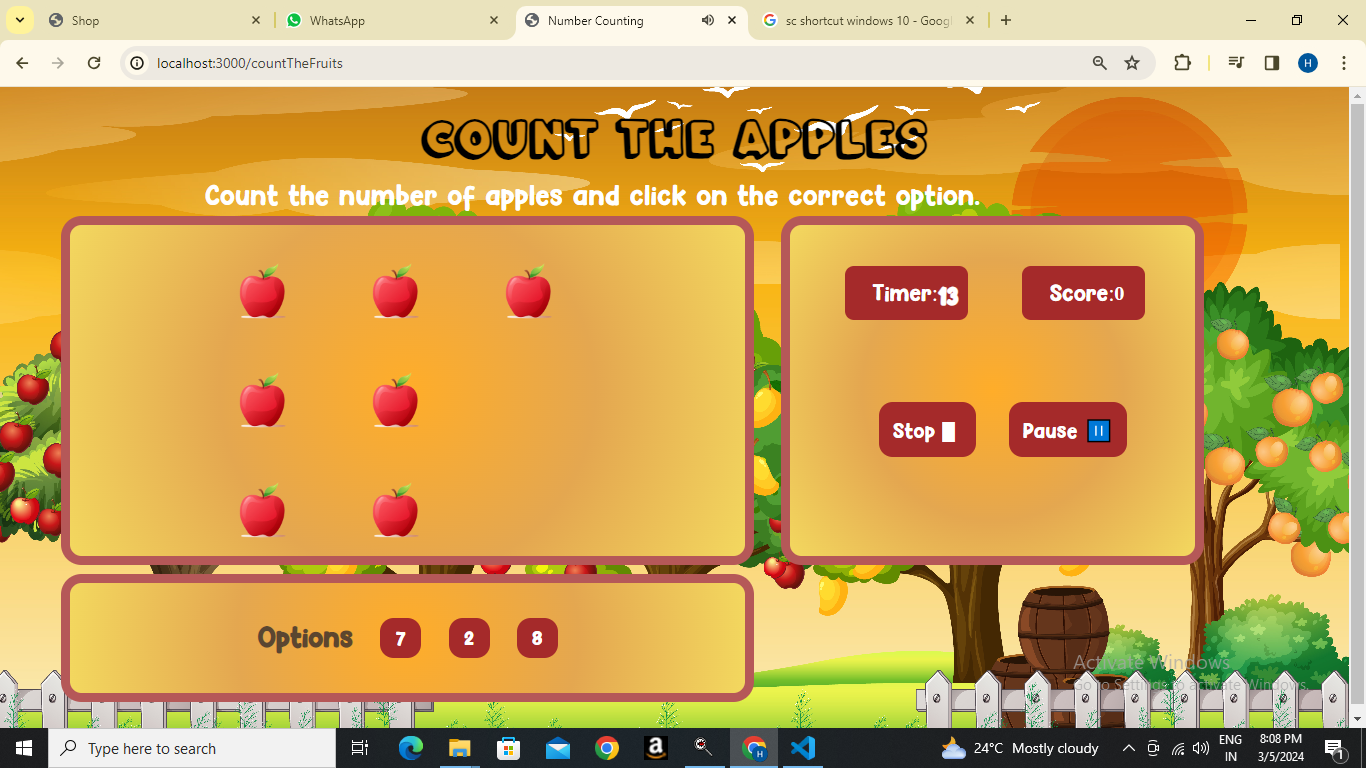 Shop
WhatsApp
Number Counting
sc shortcut windows 10 - Goog
localhost:3000/countTheFruits
H
COUNT THE APPLES
Count the number of apples and click on the correct option.
Timer:13
Score:0
Stop
Pause
Options
7
2
8
Activate Windows
Go to Settings to activate Windows.
Type here to search
24°C Mostly cloudy
ENG
IN
8:08 PM
3/5/2024
1